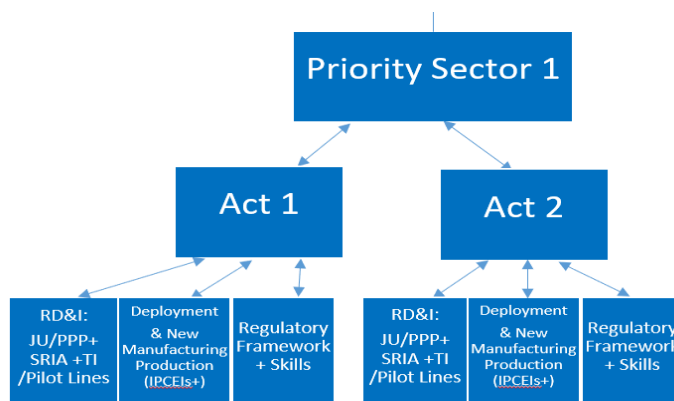 Priority Sector 1
Act 1
Act 2
RD&I:
JU/PPP+
SRIA +TI
/Pilot Lines
Deployment
& New
Manufacturing
Production
(IPCEIs+)
Regulatory
Framework
+ Skills
RD&I:
JU/PPP+
SRIA +TI
/Pilot Lines
Deployment
& New
Manufacturing
Production
(IPCEIs+)
Regulatory
Framework
+ Skills